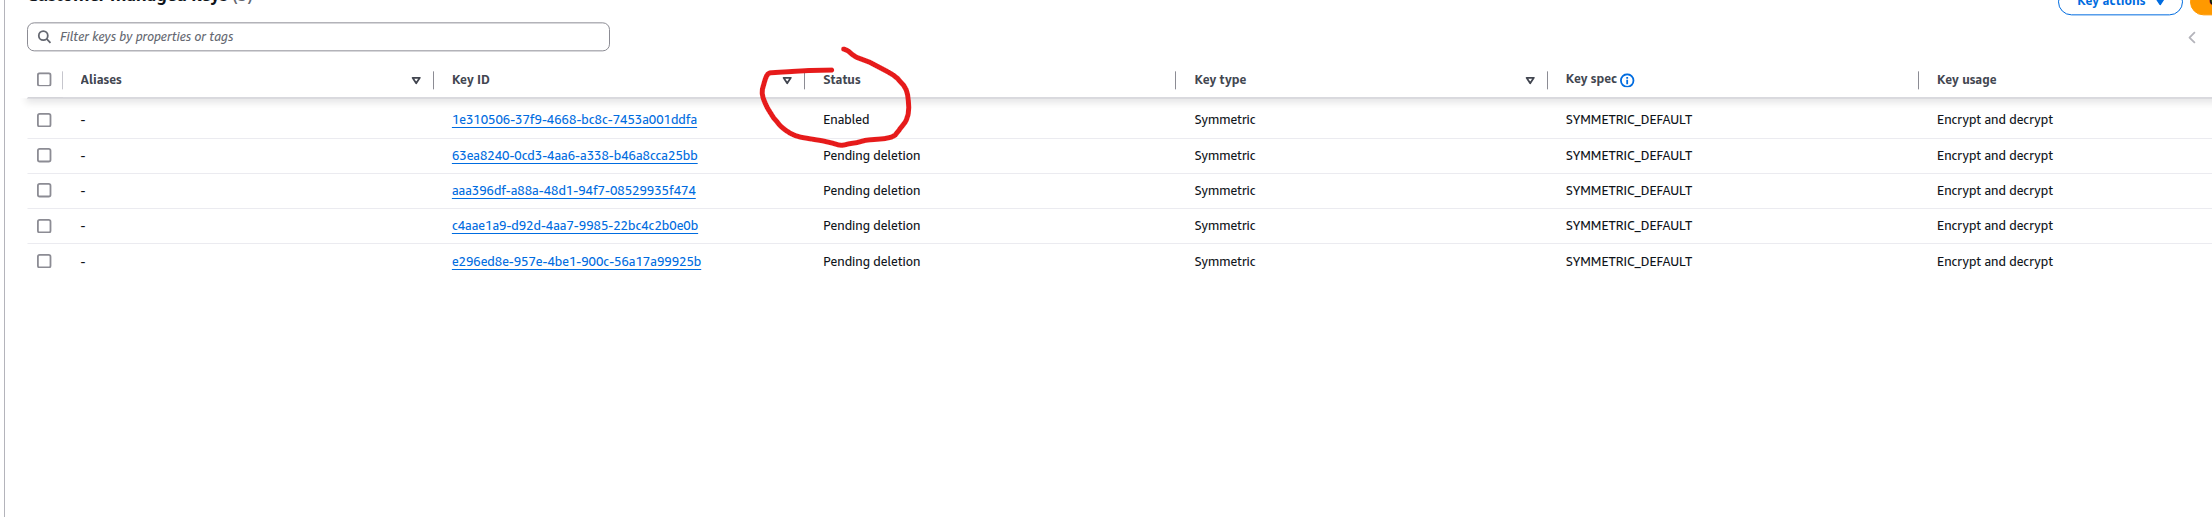 Customer managed keys (5)
Key actions
Filter keys by properties or tags
Aliases Key ID Status Key type Key spec Key usage
- 1e310506-37f9-4668-bc8c-7453a001ddfa Enabled Symmetric SYMMETRIC_DEFAULT Encrypt and decrypt
- 63ea8240-0cd3-4aa6-a338-b46a8cca25bb Pending deletion Symmetric SYMMETRIC_DEFAULT Encrypt and decrypt
- aaa396df-a88a-48d1-94f7-08529935f474 Pending deletion Symmetric SYMMETRIC_DEFAULT Encrypt and decrypt
- c4aae1a9-d92d-4aa7-9985-22bc4c2b0e0b Pending deletion Symmetric SYMMETRIC_DEFAULT Encrypt and decrypt
- e296ed8e-957e-4be1-900c-56a17a99925b Pending deletion Symmetric SYMMETRIC_DEFAULT Encrypt and decrypt